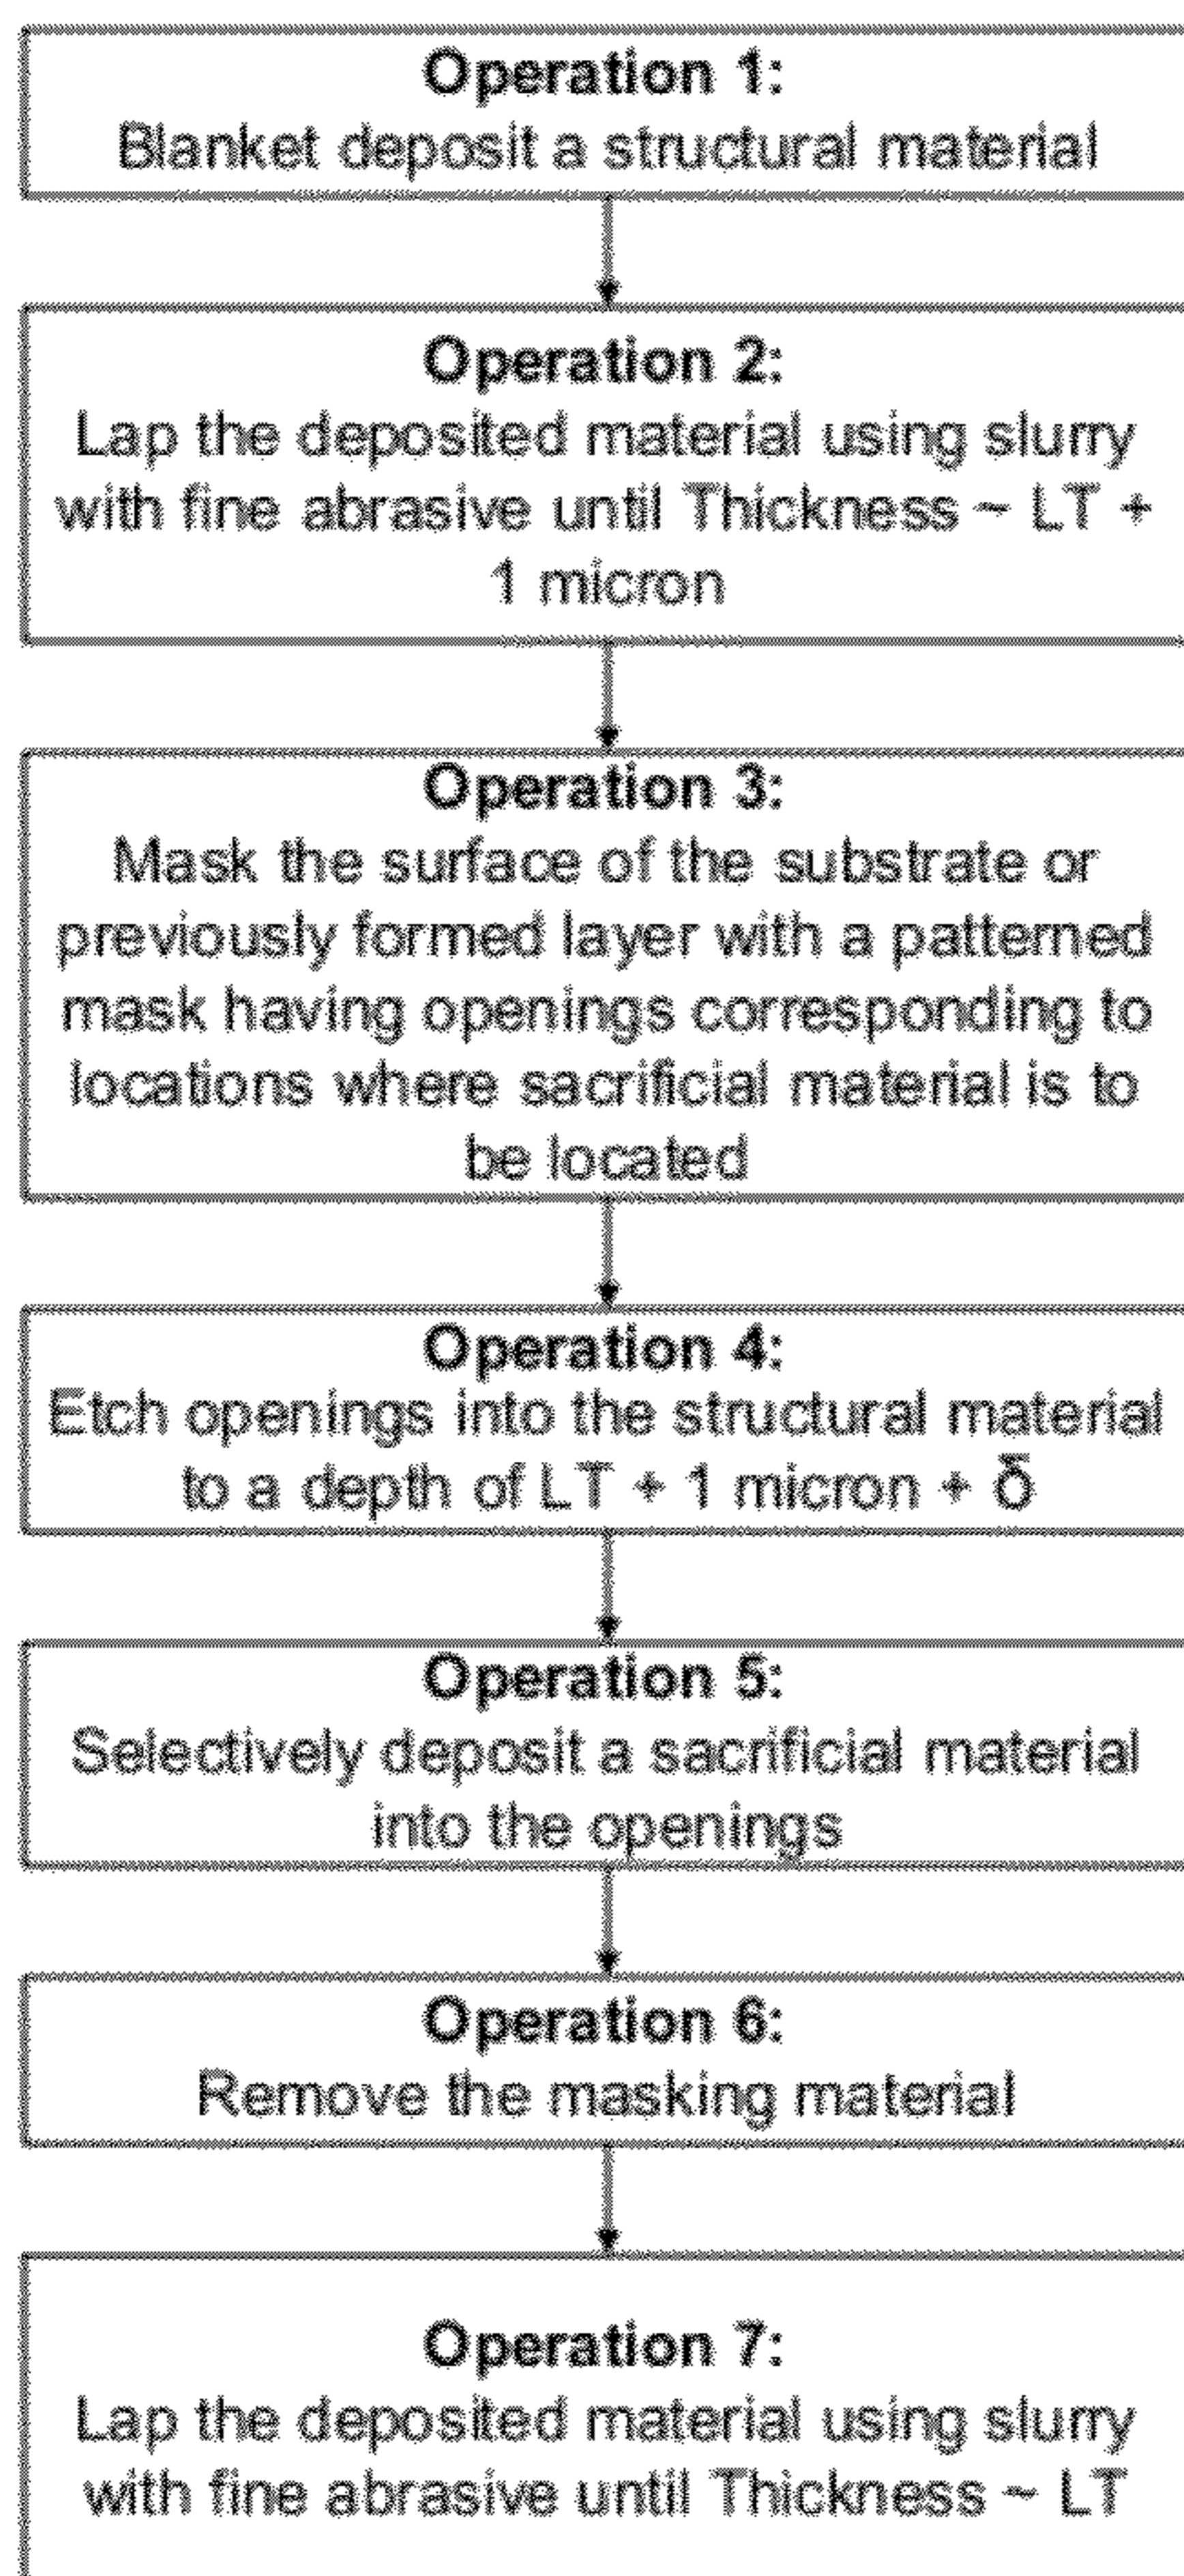 Operation 1:
Blanket deposit a structural material
Operation 2:
Lap the deposited material using slurry
with fine abrasive until Thickness ~ LT +
1 micron
Operation 3:
Mask the surface of the substrate or
previously formed layer with a patterned
mask having openings corresponding to
locations where sacrificial material is to
be located
Operation 4:
Etch openings into the structural material
to a depth of LT + 1 micron + δ
Operation 5:
Selectively deposit a sacrificial material
into the openings
Operation 6:
Remove the masking material
Operation 7:
Lap the deposited material using slurry
with fine abrasive until Thickness ~ LT